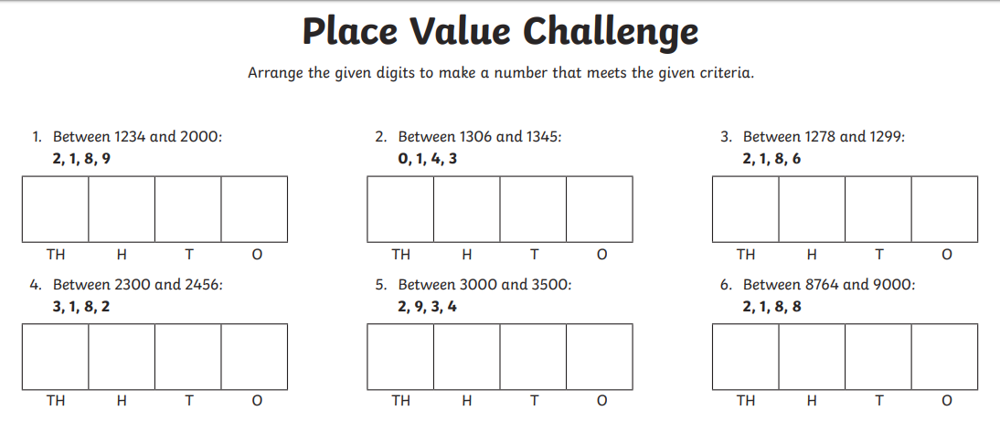 Place Value Challenge
Arrange the given digits to make a number that meets the given criteria.
1. Between 1234 and 2000:
2, 1, 8, 9
TH H T O
2. Between 1306 and 1345:
0, 1, 4, 3
TH H T O
3. Between 1278 and 1299:
2, 1, 8, 6
TH H T O
4. Between 2300 and 2456:
3, 1, 8, 2
TH H T O
5. Between 3000 and 3500:
2, 9, 3, 4
TH H T O
6. Between 8764 and 9000:
2, 1, 8, 8
TH H T O